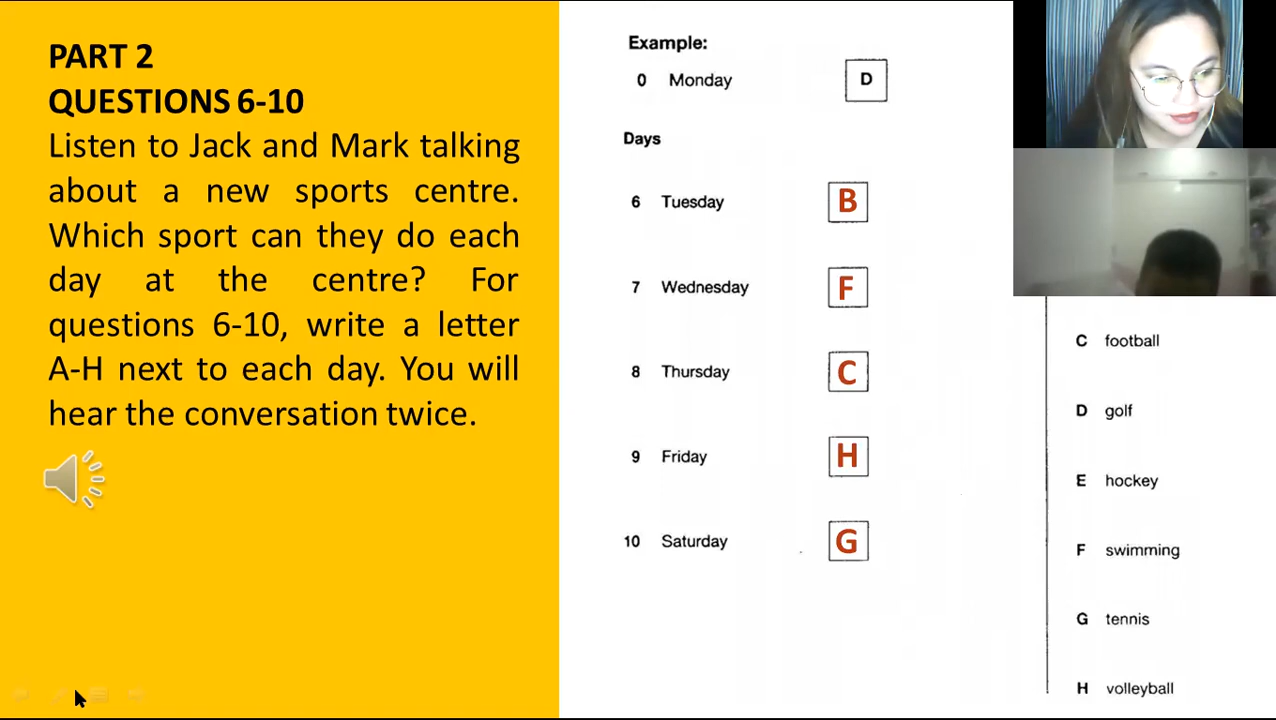 PART 2
QUESTIONS 6-10
Listen to Jack and Mark talking
about a new sports centre.
Which sport can they do each
day at the centre? For
questions 6-10, write a letter
A-H next to each day. You will
hear the conversation twice.
Example:
0 Monday D
Days
6 Tuesday B
7 Wednesday F
8 Thursday C
9 Friday H
10 Saturday G
C football
D golf
E hockey
F swimming
G tennis
H volleyball